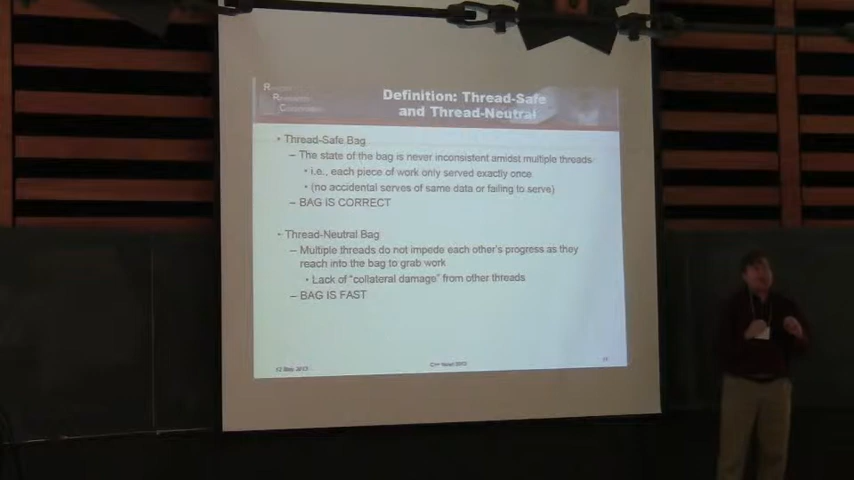 Definition: Thread-Safe
and Thread-Neutral
• Thread-Safe Bag
– The state of the bag is never inconsistent amidst multiple threads
• i.e., each piece of work only served exactly once
• (no accidental serves of same data or failing to serve)
– BAG IS CORRECT
• Thread-Neutral Bag
– Multiple threads do not impede each other's progress as they
reach into the bag to grab work
• Lack of "collateral damage" from other threads
– BAG IS FAST